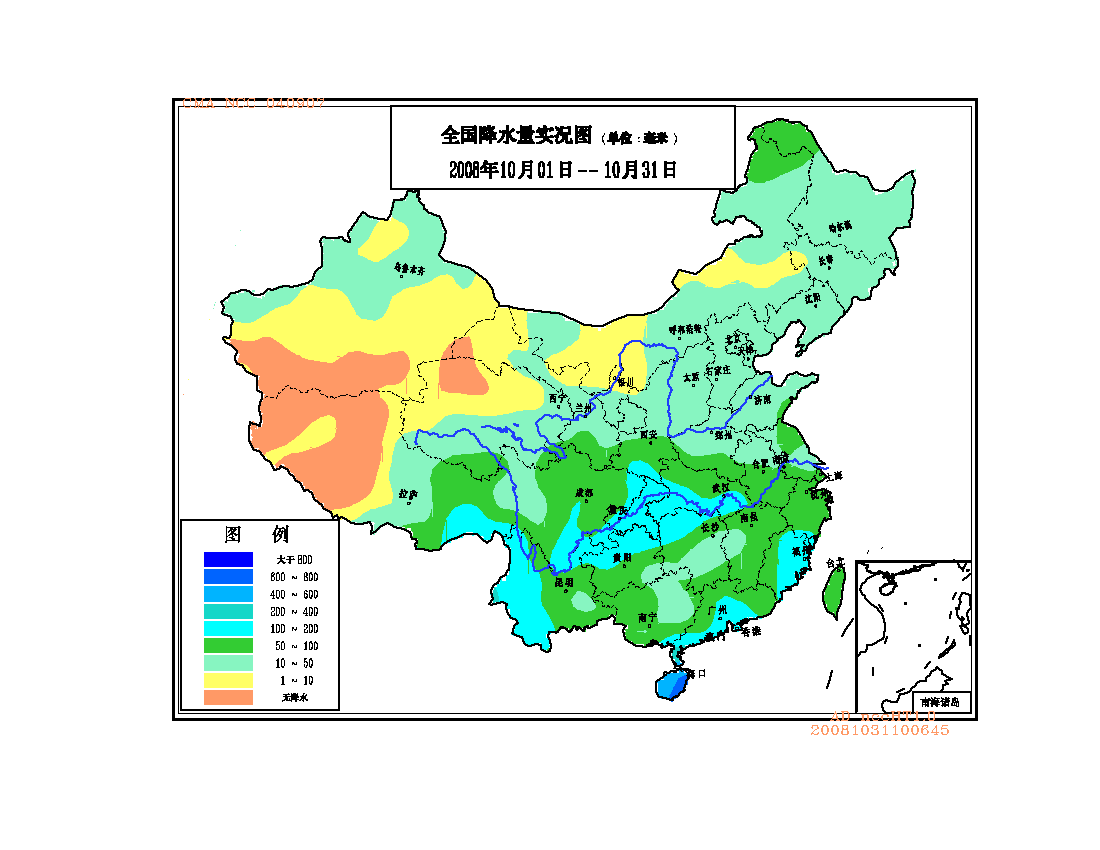 CMA NCC 040902
全国降水量实况图（单位：毫米）
2008年10月01日 -- 10月31日
哈尔滨
长春
乌鲁木齐
沈阳
呼和浩特
北京
天津
银川
太原
石家庄
西宁
济南
兰州
西安
郑州
合肥
南京
上海
拉萨
成都
武汉
杭州
重庆
长沙
南昌
贵阳
福州
台北
昆明
南宁
广州
澳门
香港
海口
图 例
大于 800
600 ~ 800
400 ~ 600
200 ~ 400
100 ~ 200
50 ~ 100
10 ~ 50
1 ~ 10
无降水
南海诸岛
20081031100645